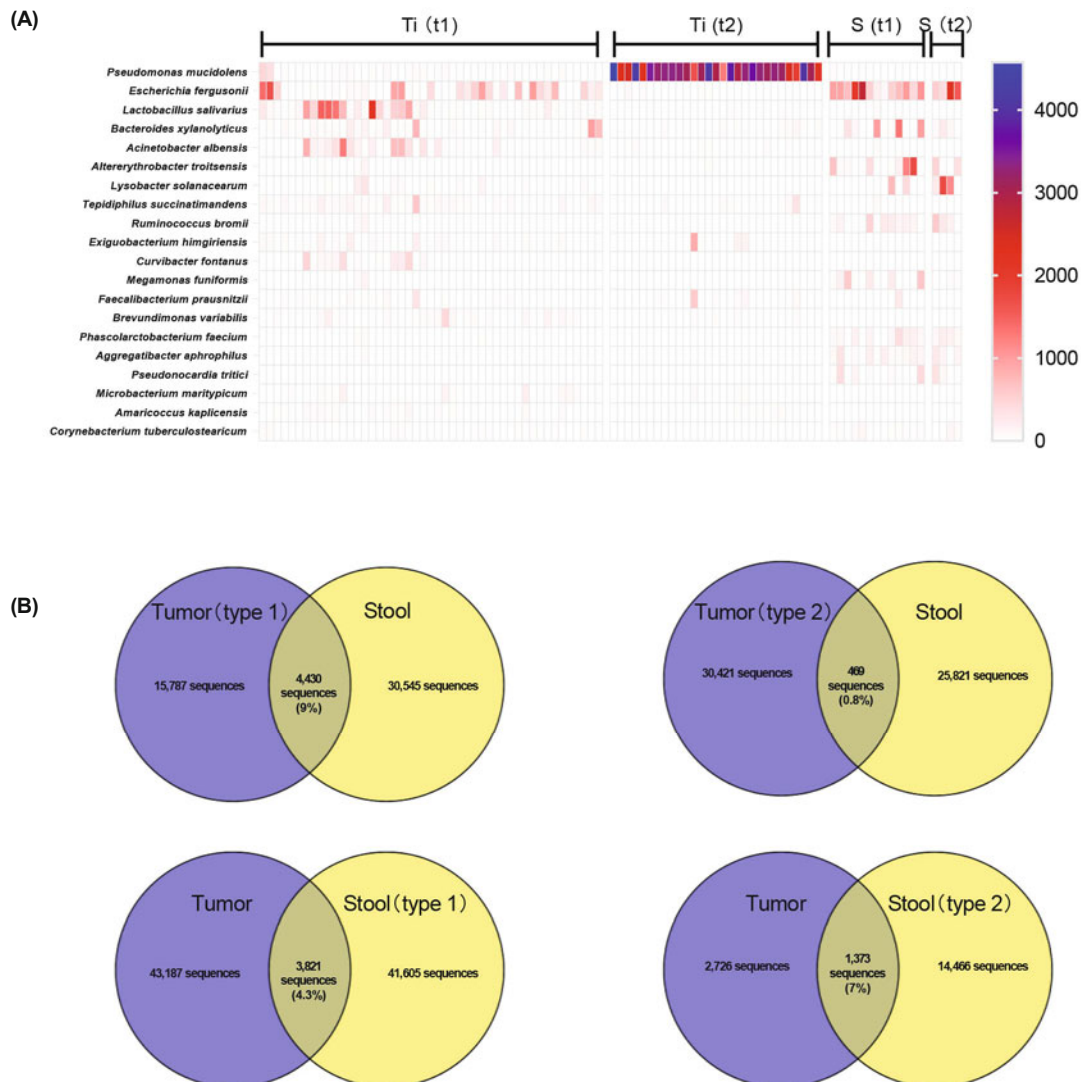 (A)
Ti (t1)
Ti (t2)
S (t1)
S (t2)
Pseudomonas mucidolens
Escherichia fergusonii
Lactobacillus salivarius
Bacteroides xylanolyticus
Acinetobacter albensis
Altererythrobacter troitsensis
Lysobacter solanacearum
Tepidiphilus succinatimandens
Ruminococcus bromii
Exiguobacterium himgiriensis
Curvibacter fontanus
Megamonas funiformis
Faecalibacterium prausnitzii
Brevundimonas variabilis
Phascolarctobacterium faecium
Aggregatibacter aphrophilus
Pseudonocardia tritici
Microbacterium maritypicum
Amaricoccus kaplicensis
Corynebacterium tuberculostearicum
4000
3000
2000
1000
0
(B)
Tumor (type 1)
Stool
15,787 sequences
4,430
sequences
(9%)
30,545 sequences
Tumor (type 2)
Stool
30,421 sequences
469
sequences
(0.8%)
25,821 sequences
Tumor
Stool (type 1)
43,187 sequences
3,821
sequences
(4.3%)
41,605 sequences
Tumor
Stool (type 2)
2,726 sequences
1,373
sequences
(7%)
14,466 sequences